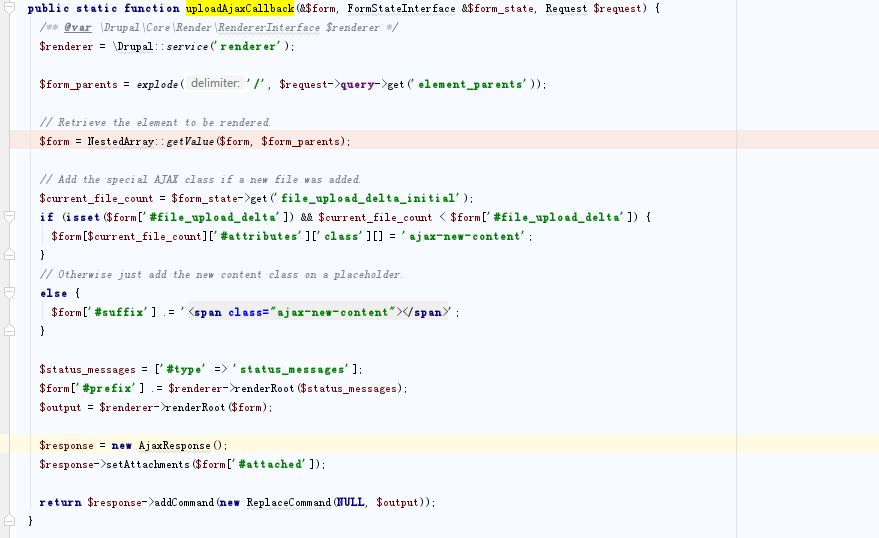 public static function uploadAjaxCallback(&$form, FormStateInterface &$form_state, Request $request) {
/** @var \Drupal\Core\Render\RendererInterface $renderer */
$renderer = \Drupal::service('renderer');
$form_parents = explode( delimiter: '/', $request->query->get('element_parents'));
// Retrieve the element to be rendered.
$form = NestedArray::getValue($form, $form_parents);
// Add the special AJAX class if a new file was added.
$current_file_count = $form_state->get('file_upload_delta_initial');
if (isset($form['#file_upload_delta']) && $current_file_count < $form['#file_upload_delta']) {
$form[$current_file_count]['#attributes']['class'][] = 'ajax-new-content';
}
// Otherwise just add the new content class on a placeholder.
else {
$form['#suffix'] .= '<span class="ajax-new-content"></span>';
}
$status_messages = ['#type' => 'status_messages'];
$form['#prefix'] .= $renderer->renderRoot($status_messages);
$output = $renderer->renderRoot($form);
$response = new AjaxResponse();
$response->setAttachments($form['#attached']);
return $response->addCommand(new ReplaceCommand(NULL, $output));
}